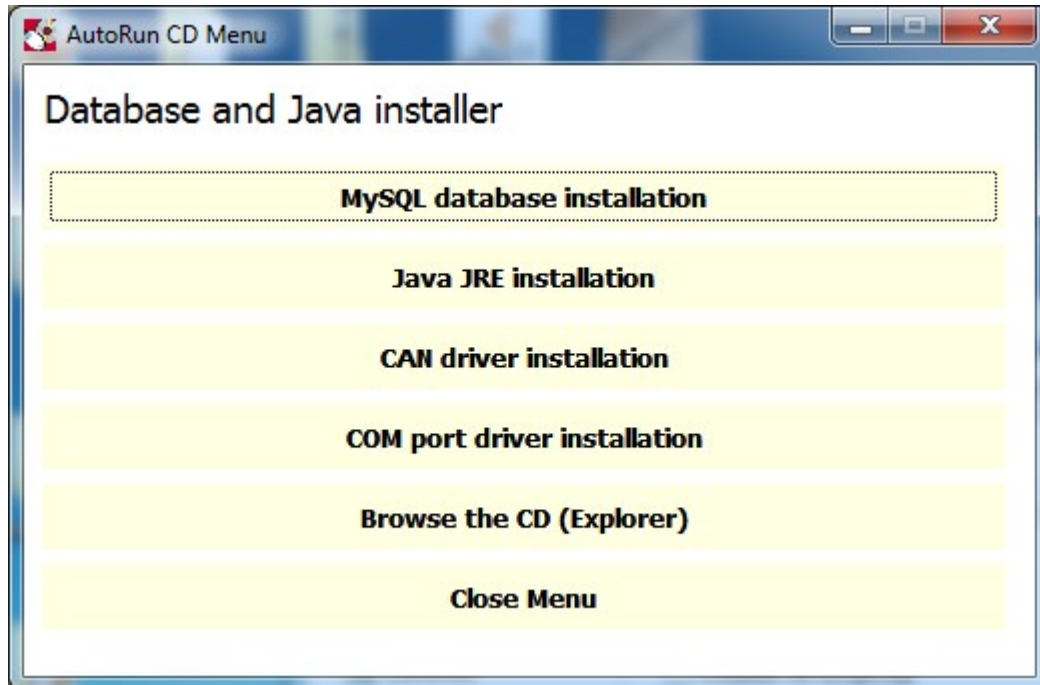 AutoRun CD Menu
Database and Java installer
MySQL database installation
Java JRE installation
CAN driver installation
COM port driver installation
Browse the CD (Explorer)
Close Menu